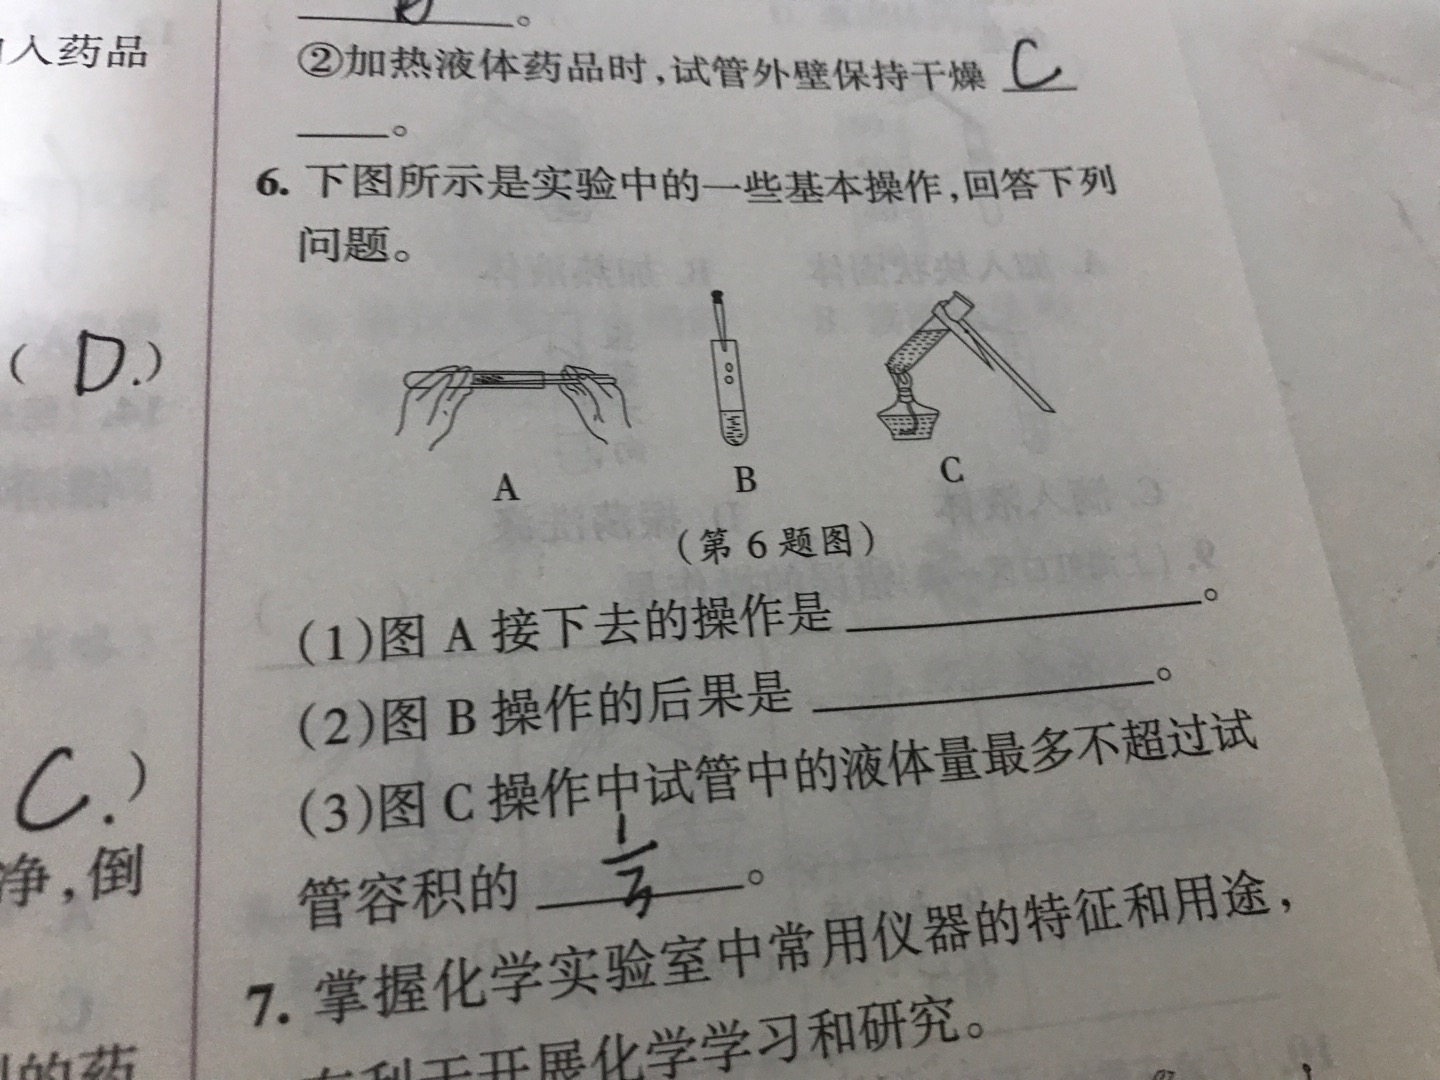 入药品
。
②加热液体药品时,试管外壁保持干燥 C
。
6. 下图所示是实验中的一些基本操作,回答下列
问题。
( D. )
A
B
C
(第6题图)
(1)图 A 接下去的操作是
。
(2)图 B 操作的后果是
。
(3)图 C 操作中试管中的液体量最多不超过试
管容积的 1/3 。
C. )
净,倒
7. 掌握化学实验室中常用仪器的特征和用途,
有利于开展化学学习和研究。
的药